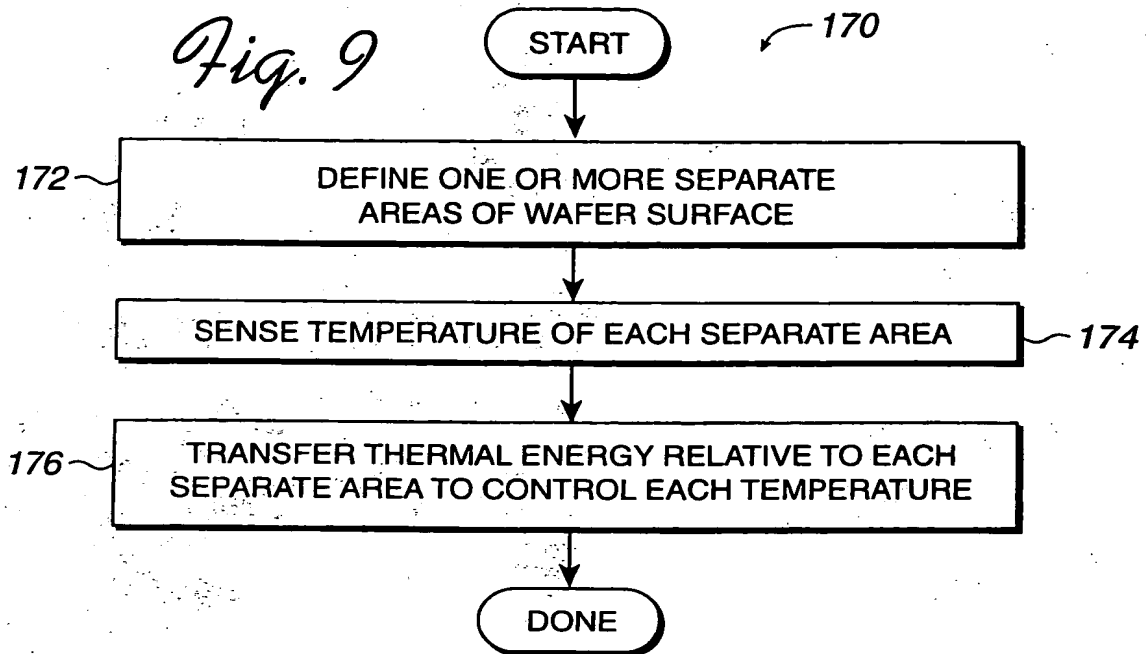 Fig. 9
START
170
172
DEFINE ONE OR MORE SEPARATE
AREAS OF WAFER SURFACE
SENSE TEMPERATURE OF EACH SEPARATE AREA
174
176
TRANSFER THERMAL ENERGY RELATIVE TO EACH
SEPARATE AREA TO CONTROL EACH TEMPERATURE
DONE